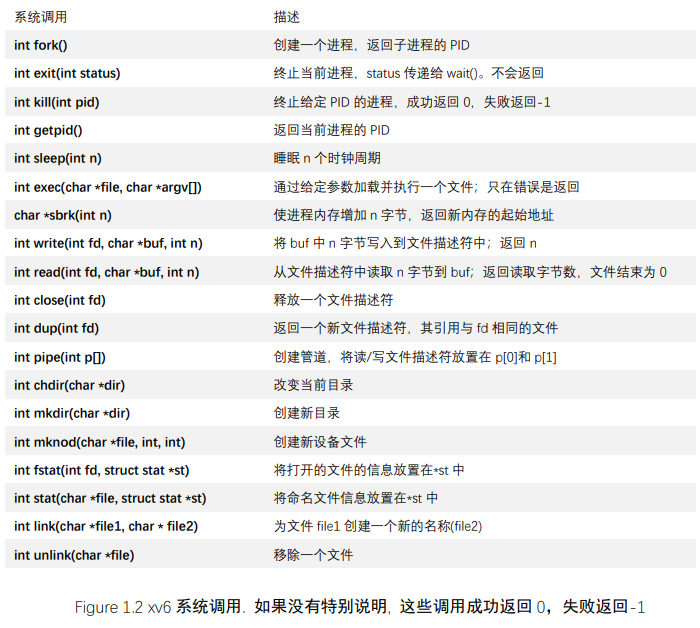 系统调用 描述
int fork() 创建一个进程，返回子进程的 PID
int exit(int status) 终止当前进程，status 传递给 wait()。不会返回
int kill(int pid) 终止给定 PID 的进程，成功返回 0，失败返回-1
int getpid() 返回当前进程的 PID
int sleep(int n) 睡眠 n 个时钟周期
int exec(char *file, char *argv[]) 通过给定参数加载并执行一个文件；只在错误是返回
char *sbrk(int n) 使进程内存增加 n 字节，返回新内存的起始地址
int write(int fd, char *buf, int n) 将 buf 中 n 字节写入到文件描述符中；返回 n
int read(int fd, char *buf, int n) 从文件描述符中读取 n 字节到 buf；返回读取字节数，文件结束为 0
int close(int fd) 释放一个文件描述符
int dup(int fd) 返回一个新文件描述符，其引用与 fd 相同的文件
int pipe(int p[]) 创建管道，将读/写文件描述符放置在 p[0]和 p[1]
int chdir(char *dir) 改变当前目录
int mkdir(char *dir) 创建新目录
int mknod(char *file, int, int) 创建新设备文件
int fstat(int fd, struct stat *st) 将打开的文件的信息放置在*st 中
int stat(char *file, struct stat *st) 将命名文件信息放置在*st 中
int link(char *file1, char * file2) 为文件 file1 创建一个新的名称(file2)
int unlink(char *file) 移除一个文件
Figure 1.2 xv6 系统调用. 如果没有特别说明, 这些调用成功返回 0，失败返回-1